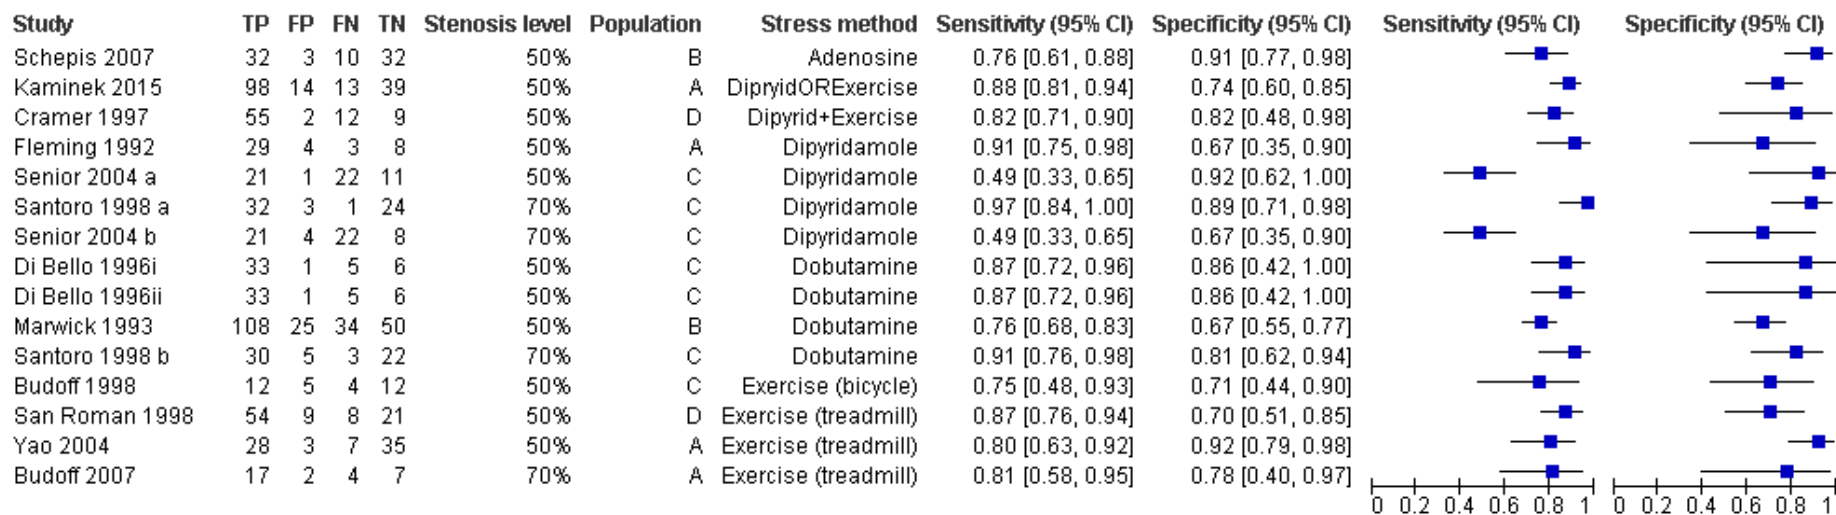 Study TP FP FN TN Stenosis level Population Stress method Sensitivity (95% CI) Specificity (95% CI) Sensitivity (95% CI) Specificity (95% CI)
Schepis 2007 32 3 10 32 50% B Adenosine 0.76 [0.61, 0.88] 0.91 [0.77, 0.98]
Kaminek 2015 98 14 13 39 50% A DipryidORExercise 0.88 [0.81, 0.94] 0.74 [0.60, 0.85]
Cramer 1997 55 2 12 9 50% D Dipyrid+Exercise 0.82 [0.71, 0.90] 0.82 [0.48, 0.98]
Fleming 1992 29 4 3 8 50% A Dipyridamole 0.91 [0.75, 0.98] 0.67 [0.35, 0.90]
Senior 2004 a 21 1 22 11 50% C Dipyridamole 0.49 [0.33, 0.65] 0.92 [0.62, 1.00]
Santoro 1998 a 32 3 1 24 70% C Dipyridamole 0.97 [0.84, 1.00] 0.89 [0.71, 0.98]
Senior 2004 b 21 4 22 8 70% C Dipyridamole 0.49 [0.33, 0.65] 0.67 [0.35, 0.90]
Di Bello 1996i 33 1 5 6 50% C Dobutamine 0.87 [0.72, 0.96] 0.86 [0.42, 1.00]
Di Bello 1996ii 33 1 5 6 50% C Dobutamine 0.87 [0.72, 0.96] 0.86 [0.42, 1.00]
Marwick 1993 108 25 34 50 50% B Dobutamine 0.76 [0.68, 0.83] 0.67 [0.55, 0.77]
Santoro 1998 b 30 5 3 22 70% C Dobutamine 0.91 [0.76, 0.98] 0.81 [0.62, 0.94]
Budoff 1998 12 5 4 12 50% C Exercise (bicycle) 0.75 [0.48, 0.93] 0.71 [0.44, 0.90]
San Roman 1998 54 9 8 21 50% D Exercise (treadmill) 0.87 [0.76, 0.94] 0.70 [0.51, 0.85]
Yao 2004 28 3 7 35 50% A Exercise (treadmill) 0.80 [0.63, 0.92] 0.92 [0.79, 0.98]
Budoff 2007 17 2 4 7 70% A Exercise (treadmill) 0.81 [0.58, 0.95] 0.78 [0.40, 0.97]
0 0.2 0.4 0.6 0.8 1 0 0.2 0.4 0.6 0.8 1